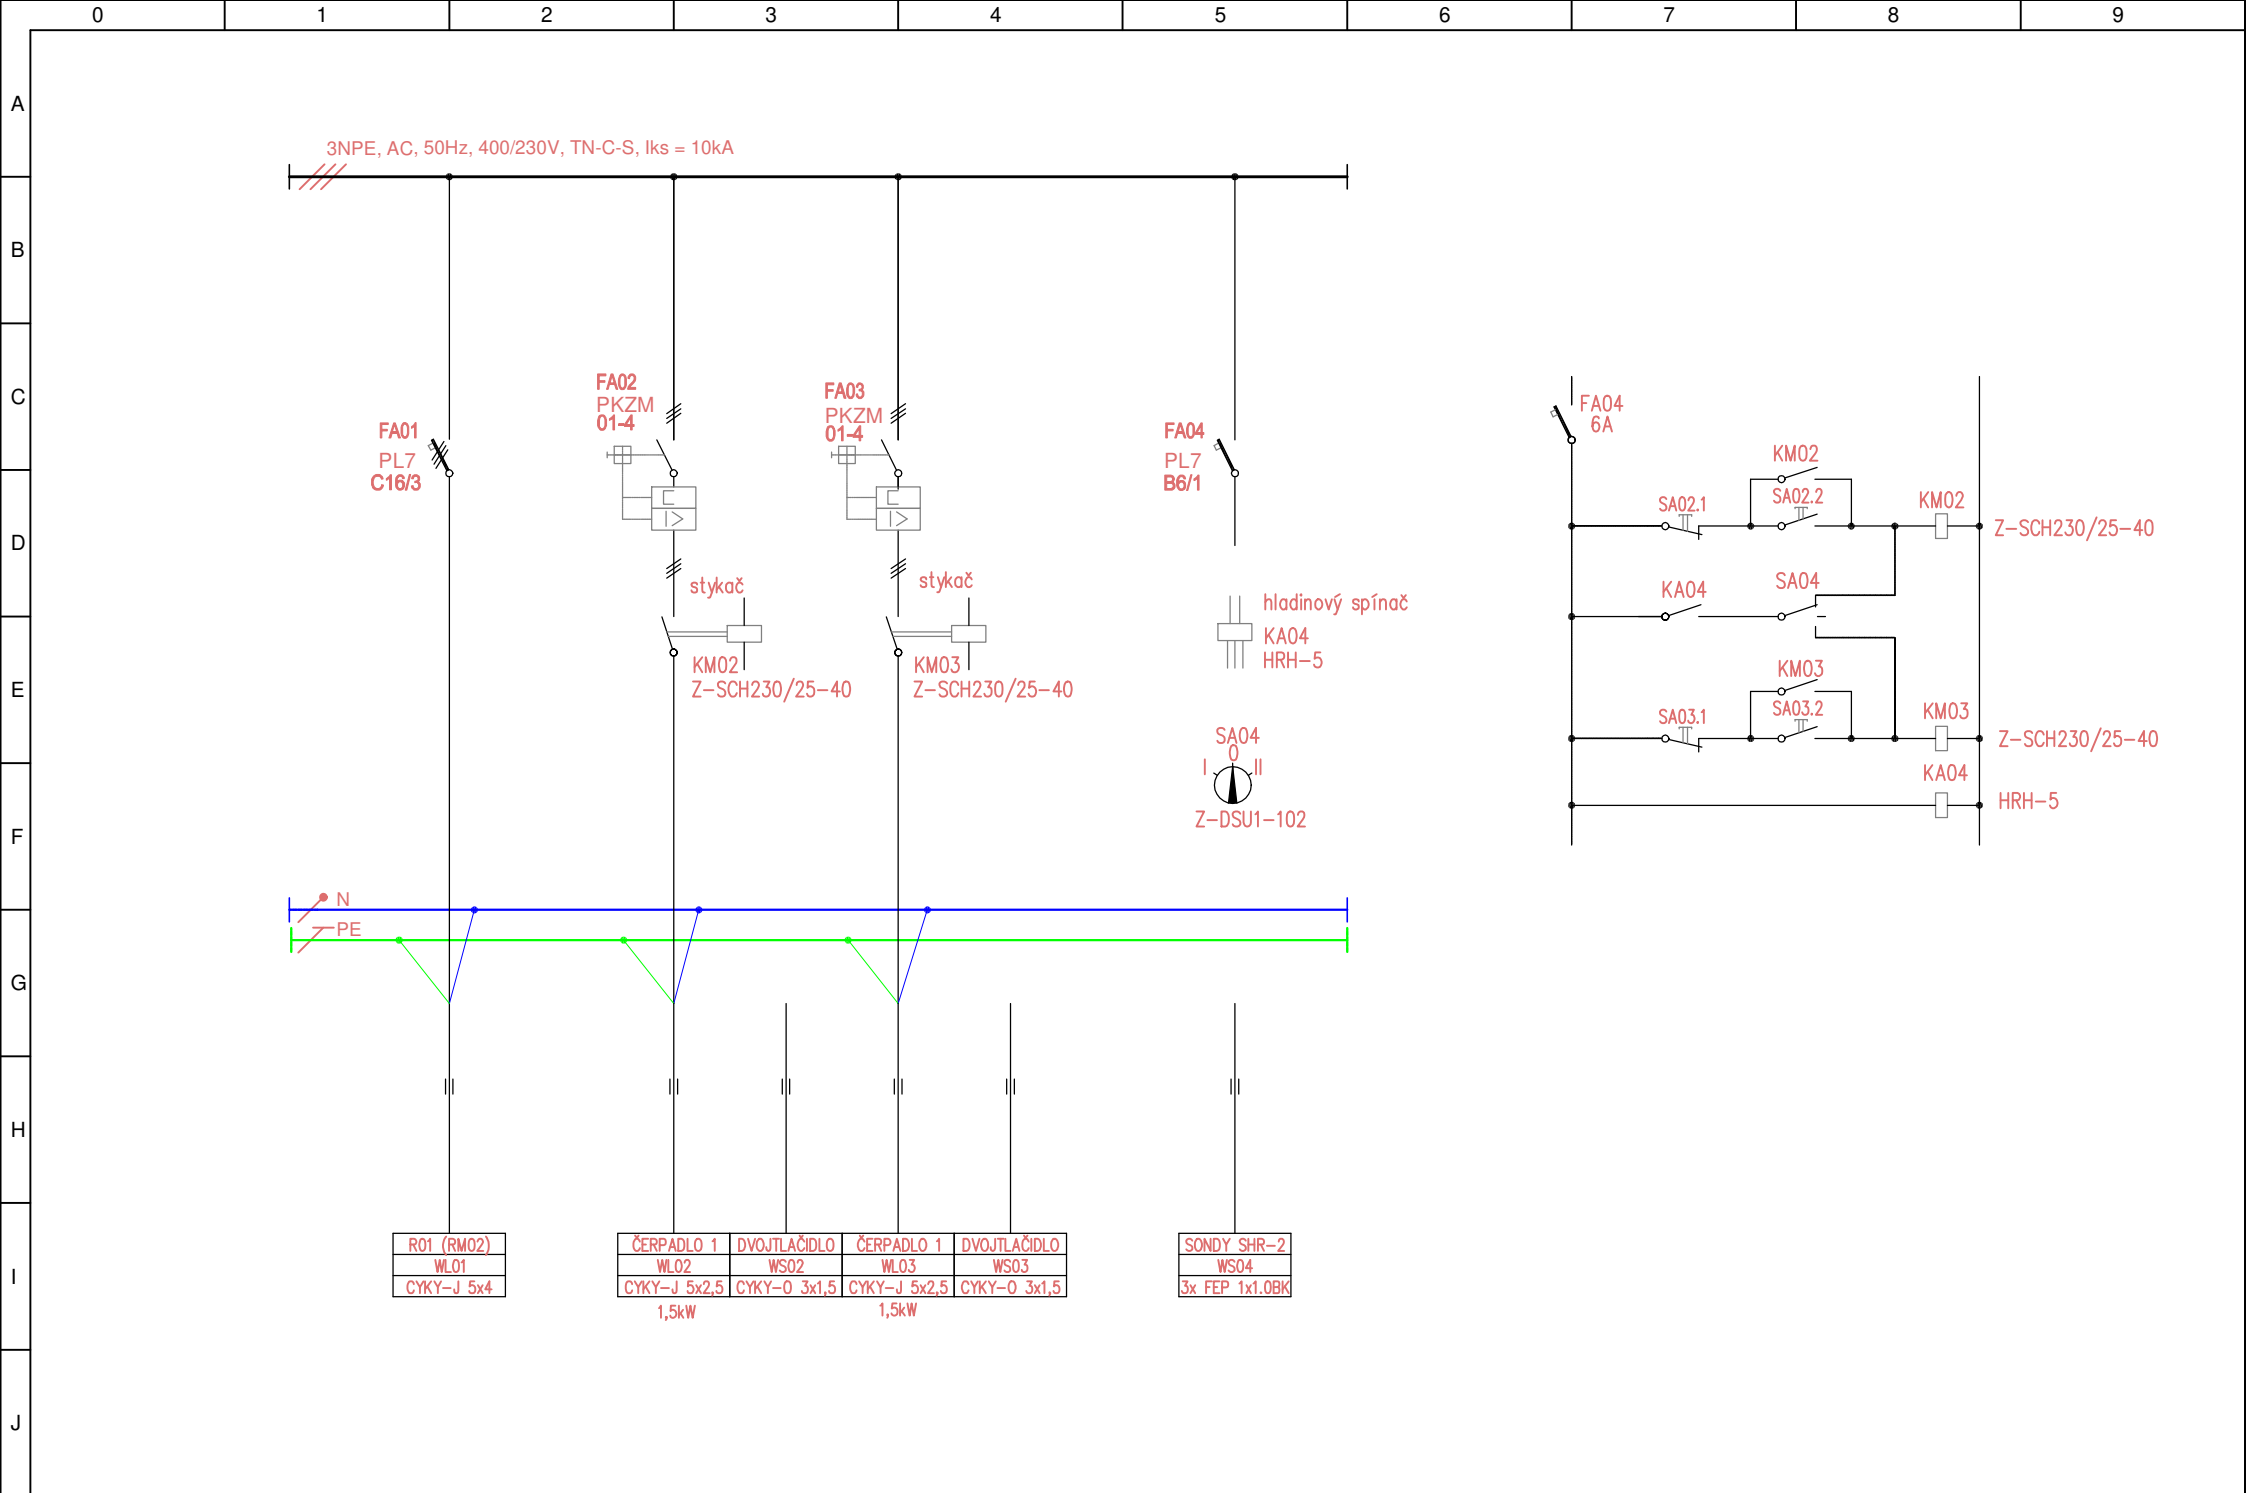 0 1 2 3 4 5 6 7 8 9
A
B
C
D
E
F
G
H
I
J
3NPE, AC, 50Hz, 400/230V, TN-C-S, Iks = 10kA
FA01
PL7
C16/3
FA02
PKZM
01-4
FA03
PKZM
01-4
FA04
PL7
B6/1
stykač
KM02
Z-SCH230/25-40
stykač
KM03
Z-SCH230/25-40
hladinový spínač
KA04
HRH-5
SA04
0
I II
Z-DSU1-102
N
PE
R01 (RM02)
WL01
CYKY-J 5x4
ČERPADLO 1
WL02
CYKY-J 5x2,5
1,5kW
DVOJTLAČIDLO
WS02
CYKY-O 3x1,5
ČERPADLO 1
WL03
CYKY-J 5x2,5
1,5kW
DVOJTLAČIDLO
WS03
CYKY-O 3x1,5
SONDY SHR-2
WS04
3x FEP 1x1.0BK
FA04
6A
KM02
SA02.1
SA02.2
KM02
Z-SCH230/25-40
KA04
SA04
KM03
SA03.1
SA03.2
KM03
Z-SCH230/25-40
KA04
HRH-5